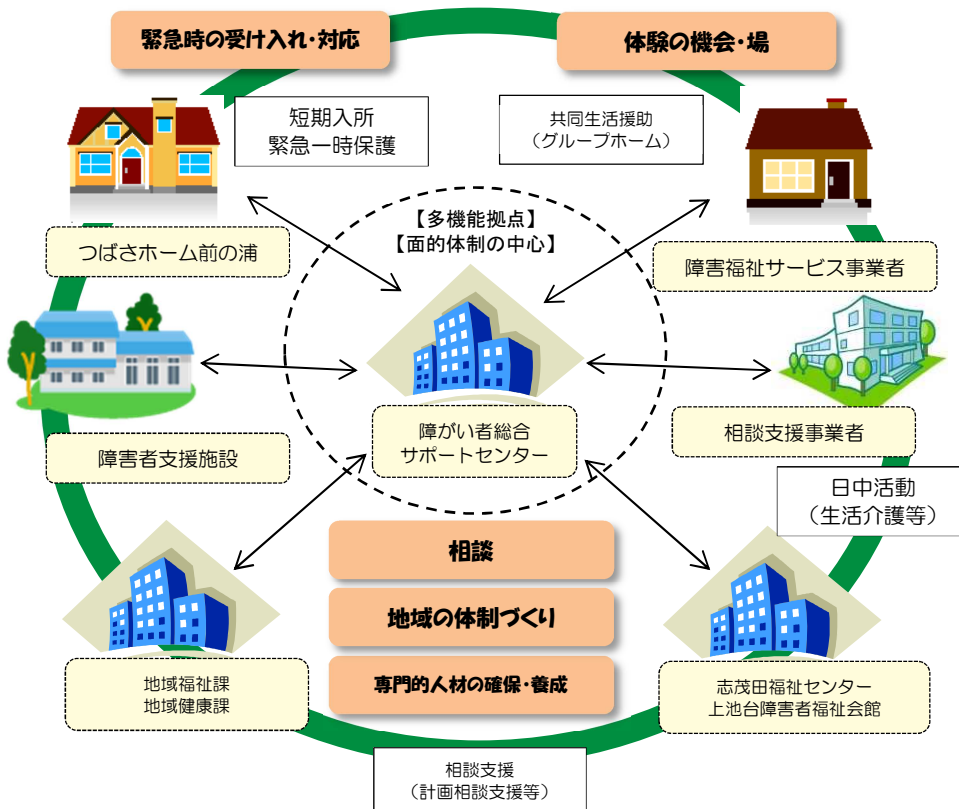 緊急時の受け入れ・対応
体験の機会・場
短期入所
緊急一時保護
共同生活援助
（グループホーム）
【多機能拠点】
【面的体制の中心】
つばさホーム前の浦
障害福祉サービス事業者
障がい者総合
サポートセンター
障害者支援施設
相談支援事業者
日中活動
（生活介護等）
相談
地域の体制づくり
専門的人材の確保・養成
地域福祉課
地域健康課
志茂田福祉センター
上池台障害者福祉会館
相談支援
（計画相談支援等）